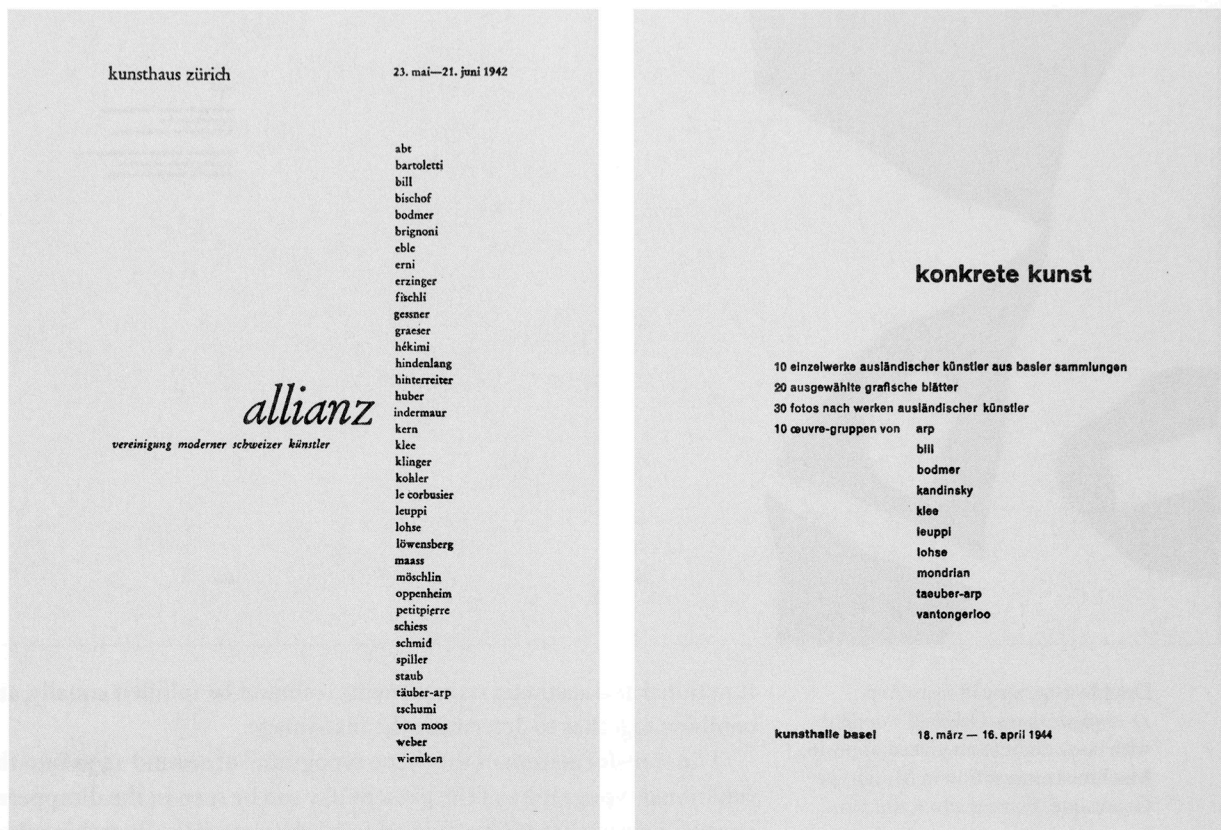 kunsthaus zürich
23. mai—21. juni 1942
abt
bartoletti
bill
bischof
bodmer
brignoni
eble
erni
erzinger
fischli
gessner
graeser
hékimi
hindenlang
hinterreiter
huber
indermaur
kern
klee
klinger
kohler
le corbusier
leuppi
lohse
löwensberg
maass
möschlin
oppenheim
petitpierre
schiess
schmid
spiller
staub
täuber-arp
tschumi
von moos
weber
wiemken
allianz
vereinigung moderner schweizer künstler
konkrete kunst
10 einzelwerke ausländischer künstler aus basler sammlungen
20 ausgewählte grafische blätter
30 fotos nach werken ausländischer künstler
10 œuvre-gruppen von arp
bill
bodmer
kandinsky
klee
leuppi
lohse
mondrian
taeuber-arp
vantongerloo
kunsthalle basel 18. märz — 16. april 1944